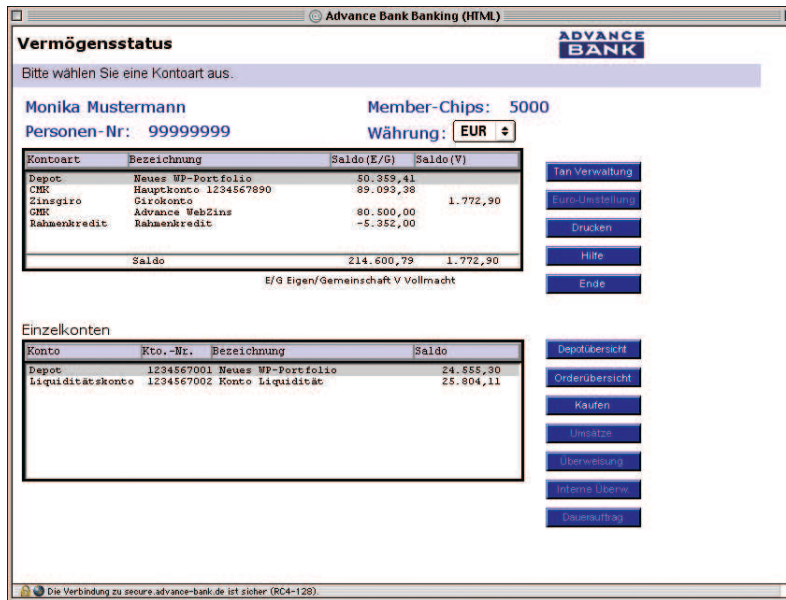 Advance Bank Banking (HTML)
Vermögensstatus
ADVANCE
BANK
Bitte wählen Sie eine Kontoart aus.
Monika Mustermann Member-Chips: 5000
Personen-Nr: 99999999 Währung: EUR
Kontoart Bezeichnung Saldo(E/G) Saldo(V)
Depot Neues WP-Portfolio 50.359,41
CMK Hauptkonto 1234567890 89.093,38
Zinsgiro Girokonto 1.772,90
GMK Advance WebZins 80.500,00
Rahmenkredit Rahmenkredit -5.352,00
Saldo 214.600,79 1.772,90
E/G Eigen/Gemeinschaft V Vollmacht
Tan Verwaltung
Euro-Umstellung
Drucken
Hilfe
Ende
Einzelkonten
Konto Kto.-Nr. Bezeichnung Saldo
Depot 1234567001 Neues WP-Portfolio 24.555,30
Liquiditätskonto 1234567002 Konto Liquidität 25.804,11
Depotübersicht
Orderübersicht
Kaufen
Umsätze
Überweisung
Interne Überw.
Dauerauftrag
Die Verbindung zu secure.advance-bank.de ist sicher (RC4-128).